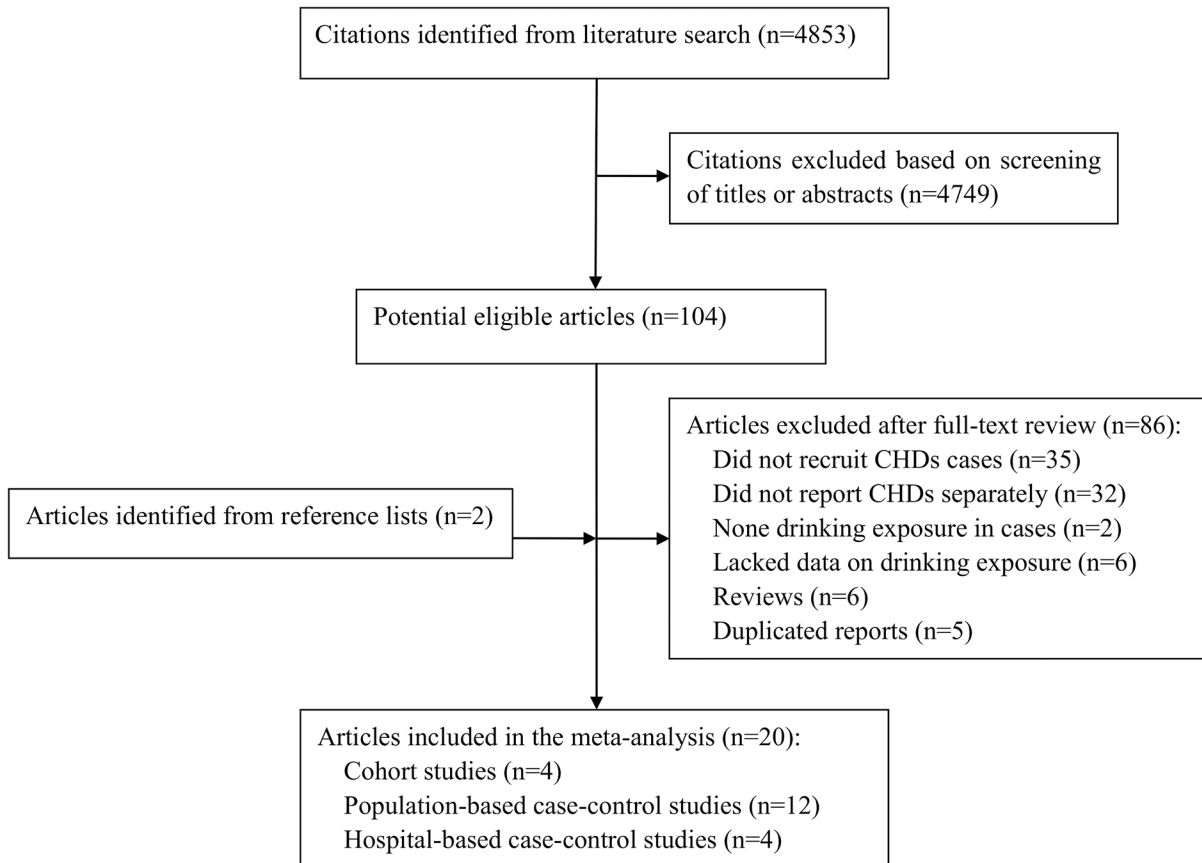 Citations identified from literature search (n=4853)
Citations excluded based on screening
of titles or abstracts (n=4749)
Potential eligible articles (n=104)
Articles excluded after full-text review (n=86):
Did not recruit CHDs cases (n=35)
Did not report CHDs separately (n=32)
None drinking exposure in cases (n=2)
Lacked data on drinking exposure (n=6)
Reviews (n=6)
Duplicated reports (n=5)
Articles identified from reference lists (n=2)
Articles included in the meta-analysis (n=20):
Cohort studies (n=4)
Population-based case-control studies (n=12)
Hospital-based case-control studies (n=4)